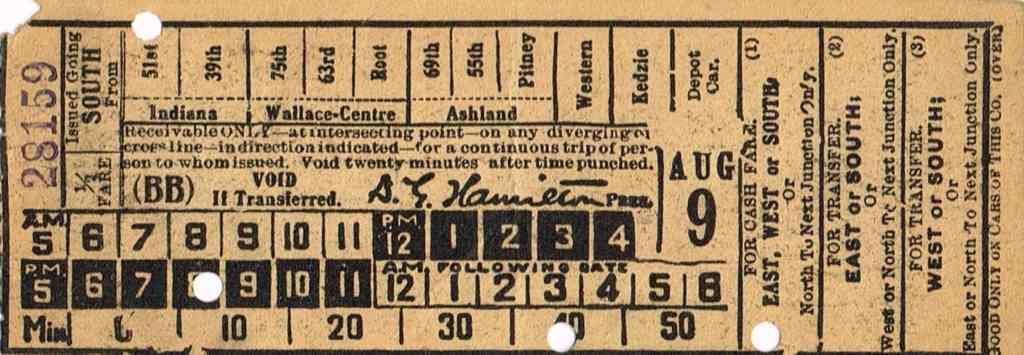 281159
Issued Going
SOUTH
From
½
FARE
51st 39th 75th 63rd Root 69th 55th Pitney Western Kedzie Depot Car.
Indiana Wallace-Centre Ashland
Receivable ONLY—at intersecting point—on any diverging or
cross line—in direction indicated—for a continuous trip of per-
son to whom issued. Void twenty minutes after time punched.
(BB) VOID
If Transferred.
D. G. Hamilton PRES.
AUG
9
A.M. 5 6 7 8 9 10 11 P.M. 12 1 2 3 4
P.M. 5 6 7 9 10 11 A.M. FOLLOWING DATE 12 1 2 3 4 5 6
Min. 0 10 20 30 40 50
FOR CASH FARE. (1)
EAST, WEST or SOUTH
Or
North To Next Junction Only.
FOR TRANSFER. (2)
EAST or SOUTH;
Or
West or North To Next Junction Only.
FOR TRANSFER. (3)
WEST or SOUTH;
Or
East or North To Next Junction Only.
GOOD ONLY ON CARS OF THIS CO. (OVER)